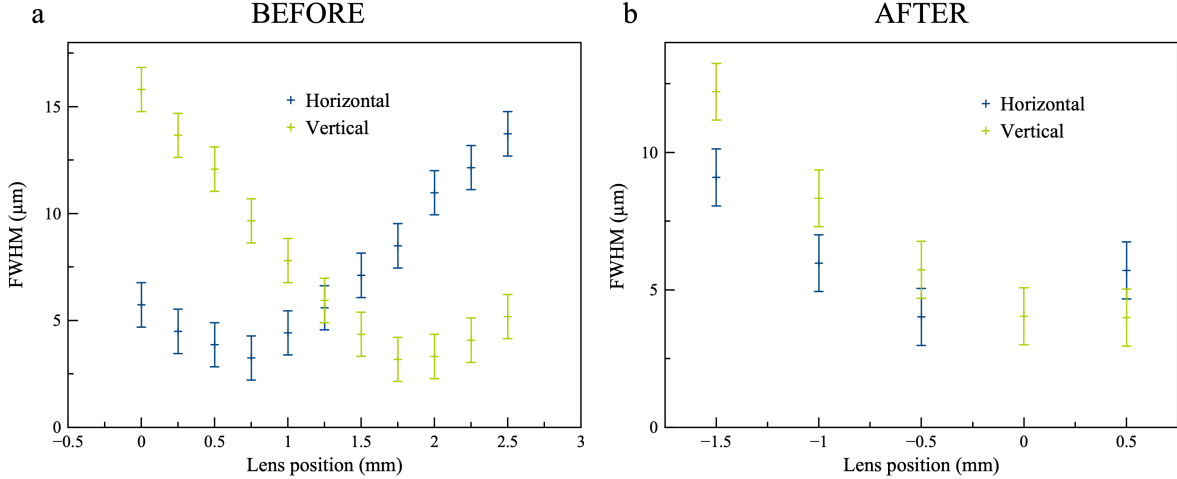 a
BEFORE
FWHM (μm)
15
10
5
0
Horizontal
Vertical
−0.5 0 0.5 1 1.5 2 2.5 3
Lens position (mm)
b
AFTER
FWHM (μm)
10
5
0
Horizontal
Vertical
−1.5 −1 −0.5 0 0.5
Lens position (mm)